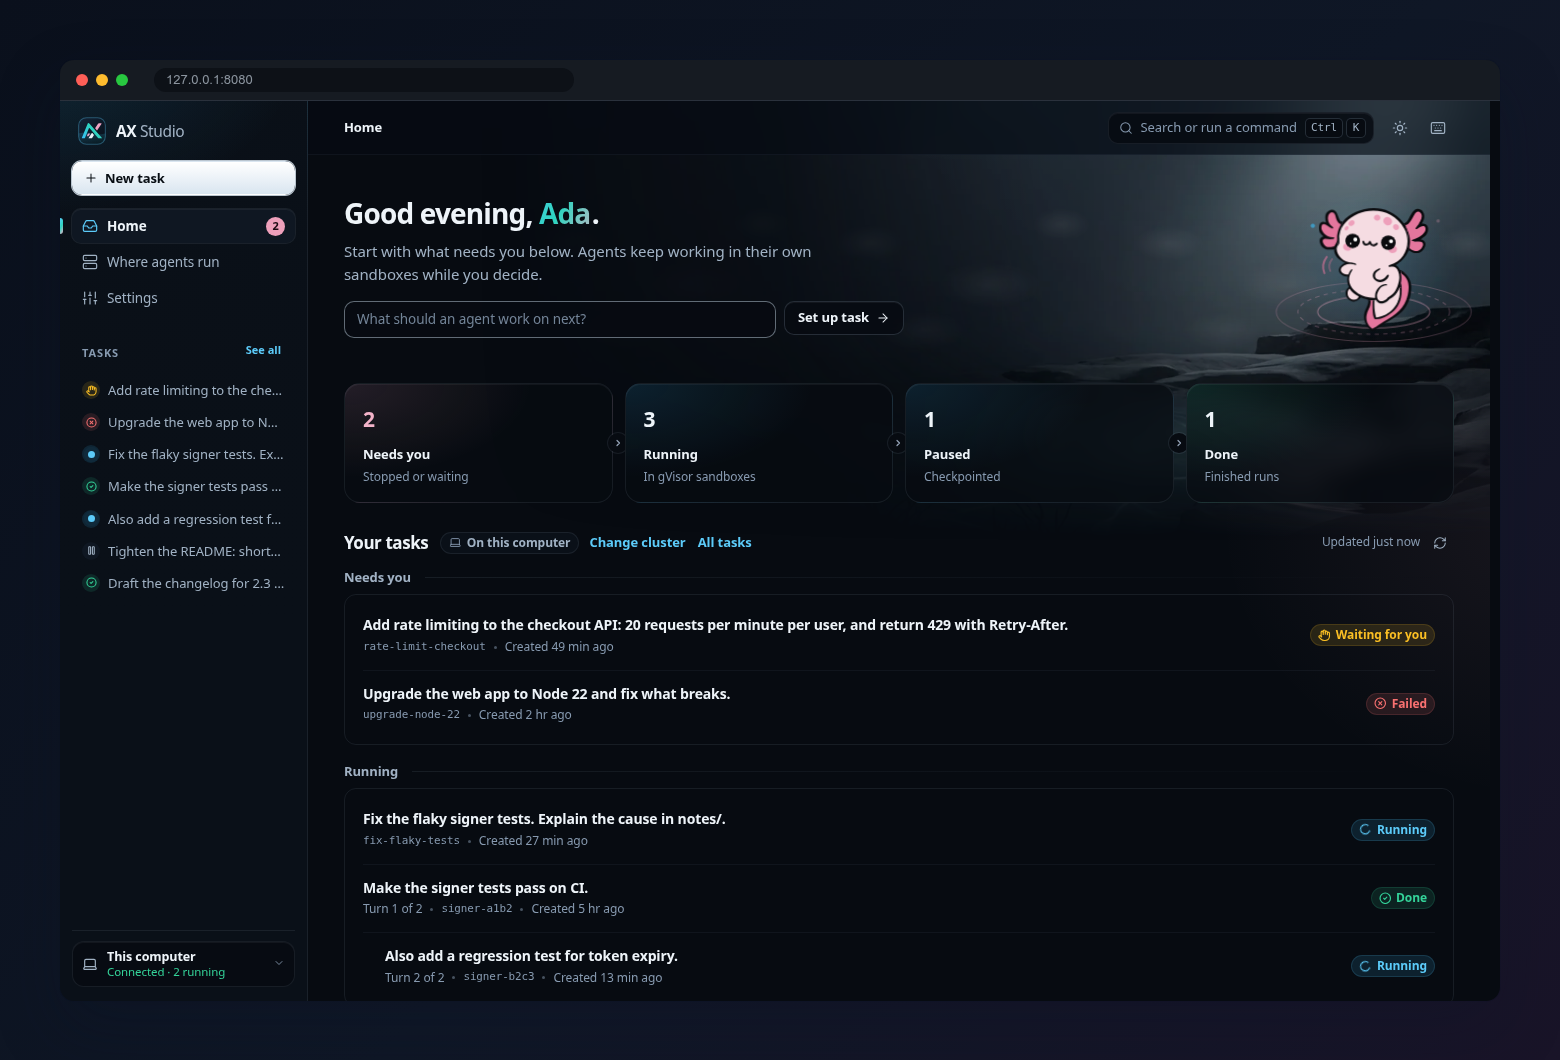 127.0.0.1:8080
AX Studio
New task
Home
2
Where agents run
Settings
TASKS
See all
Add rate limiting to the che...
Upgrade the web app to N...
Fix the flaky signer tests. Ex...
Make the signer tests pass ...
Also add a regression test f...
Tighten the README: short...
Draft the changelog for 2.3 ...
This computer
Connected · 2 running
Home
Search or run a command
Ctrl
K
Good evening, Ada.
Start with what needs you below. Agents keep working in their own
sandboxes while you decide.
What should an agent work on next?
Set up task
2
Needs you
Stopped or waiting
3
Running
In gVisor sandboxes
1
Paused
Checkpointed
1
Done
Finished runs
Your tasks
On this computer
Change cluster
All tasks
Updated just now
Needs you
Add rate limiting to the checkout API: 20 requests per minute per user, and return 429 with Retry-After.
rate-limit-checkout • Created 49 min ago
Waiting for you
Upgrade the web app to Node 22 and fix what breaks.
upgrade-node-22 • Created 2 hr ago
Failed
Running
Fix the flaky signer tests. Explain the cause in notes/.
fix-flaky-tests • Created 27 min ago
Running
Make the signer tests pass on CI.
Turn 1 of 2 • signer-a1b2 • Created 5 hr ago
Done
Also add a regression test for token expiry.
Turn 2 of 2 • signer-b2c3 • Created 13 min ago
Running